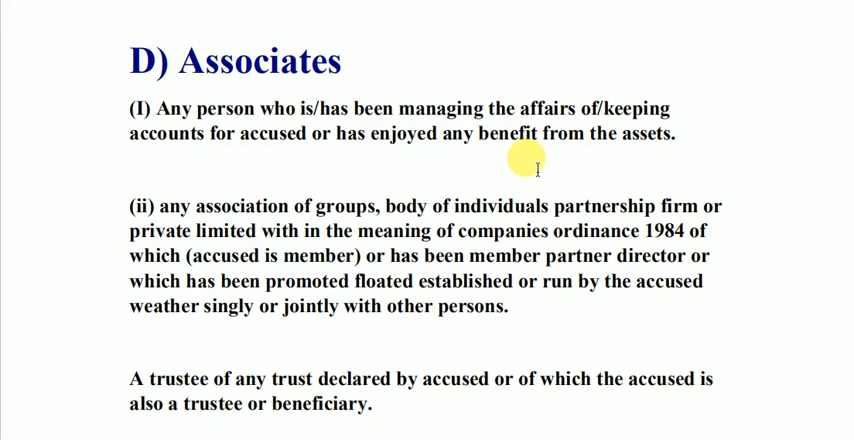 D) Associates
(I) Any person who is/has been managing the affairs of/keeping
accounts for accused or has enjoyed any benefit from the assets.
(ii) any association of groups, body of individuals partnership firm or
private limited with in the meaning of companies ordinance 1984 of
which (accused is member) or has been member partner director or
which has been promoted floated established or run by the accused
weather singly or jointly with other persons.
A trustee of any trust declared by accused or of which the accused is
also a trustee or beneficiary.